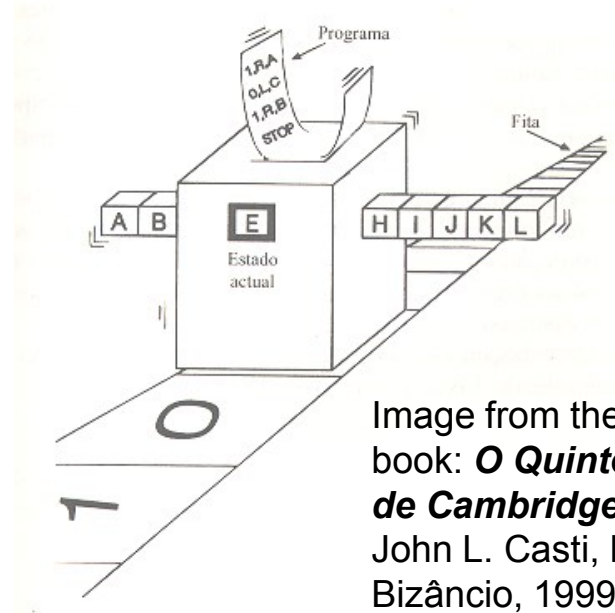 Programa
1,R,A
0,L,C
1,R,B
STOP
Fita
A B
E
H I J K L
Estado
actual
0
1
Image from the
book: O Quinte
de Cambridge
John L. Casti,
Bizâncio, 1999